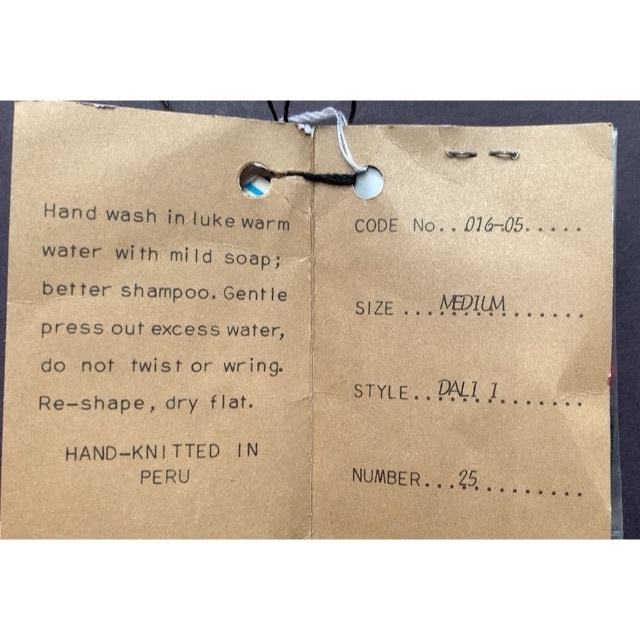 Hand wash in luke warm
water with mild soap;
better shampoo. Gentle
press out excess water,
do not twist or wring.
Re-shape, dry flat.
HAND-KNITTED IN
PERU
CODE No...016-05.....
SIZE ...MEDIUM........
STYLE...DALI 1........
NUMBER...25..........